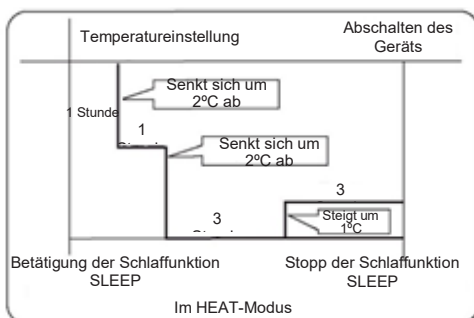 Temperatureinstellung
Abschalten des
Geräts
Senkt sich um
2ºC ab
1 Stunde
1
Senkt sich um
2ºC ab
3
3
Steigt um
1ºC
Betätigung der Schlaffunktion
SLEEP
Stopp der Schlaffunktion
SLEEP
Im HEAT-Modus